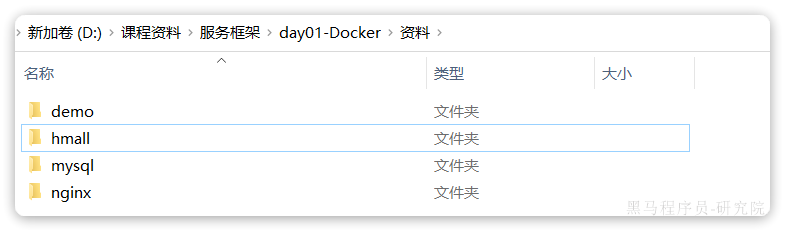 新加卷 (D:) › 课程资料 › 服务框架 › day01-Docker › 资料 ›
名称 类型 大小
demo 文件夹
hmall 文件夹
mysql 文件夹
nginx 文件夹
黑马程序员-研究院